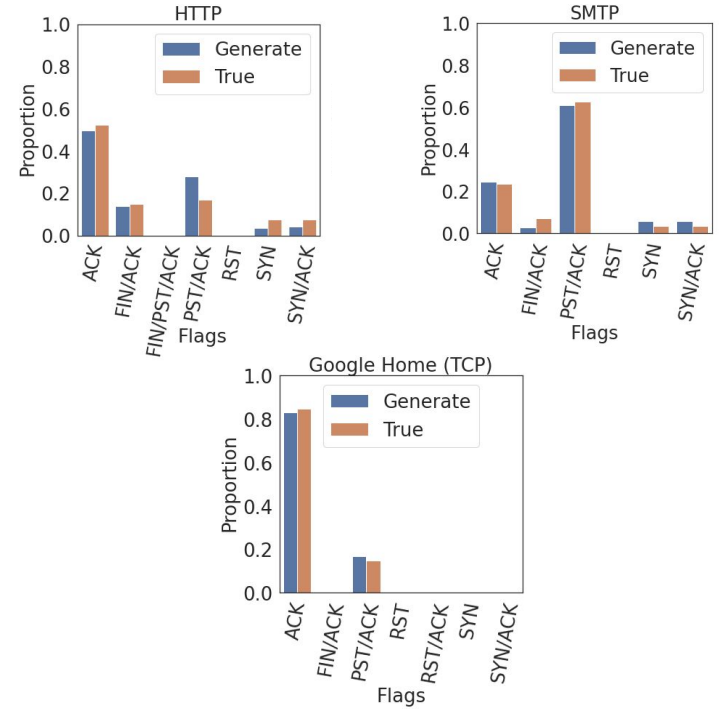 HTTP
1.0
0.8
0.6
0.4
0.2
0.0
Proportion
Generate
True
ACK
FIN/ACK
FIN/PST/ACK
PST/ACK
RST
SYN
SYN/ACK
Flags
SMTP
1.0
0.8
0.6
0.4
0.2
0.0
Proportion
Generate
True
ACK
FIN/ACK
PST/ACK
RST
SYN
SYN/ACK
Flags
Google Home (TCP)
1.0
0.8
0.6
0.4
0.2
0.0
Proportion
Generate
True
ACK
FIN/ACK
PST/ACK
RST
RST/ACK
SYN
SYN/ACK
Flags